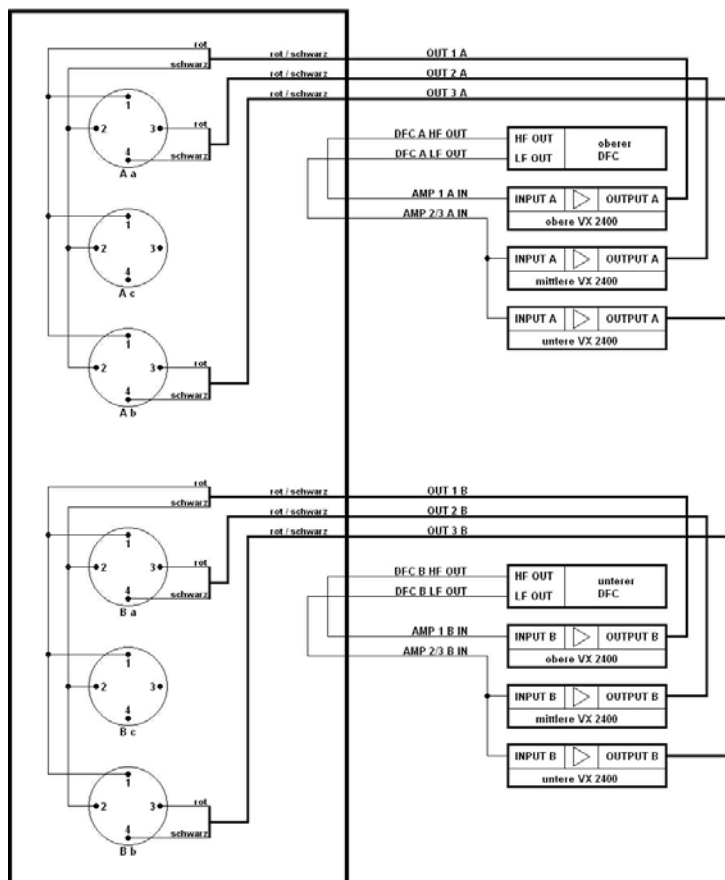 rot
rot / schwarz OUT 1 A
schwarz
rot / schwarz OUT 2 A
rot / schwarz OUT 3 A
1
2 3 rot
4
schwarz
A a
DFC A HF OUT HF OUT oberer
DFC A LF OUT LF OUT DFC
AMP 1 A IN INPUT A OUTPUT A
obere VX 2400
AMP 2/3 A IN
1
2 3
4
A c
INPUT A OUTPUT A
mittlere VX 2400
INPUT A OUTPUT A
untere VX 2400
1
2 3 rot
4
schwarz
A b
rot
rot / schwarz OUT 1 B
schwarz
rot / schwarz OUT 2 B
rot / schwarz OUT 3 B
1
2 3 rot
4
schwarz
B a
DFC B HF OUT HF OUT unterer
DFC B LF OUT LF OUT DFC
AMP 1 B IN INPUT B OUTPUT B
obere VX 2400
AMP 2/3 B IN
1
2 3
4
B c
INPUT B OUTPUT B
mittlere VX 2400
INPUT B OUTPUT B
untere VX 2400
1
2 3 rot
4
schwarz
B b